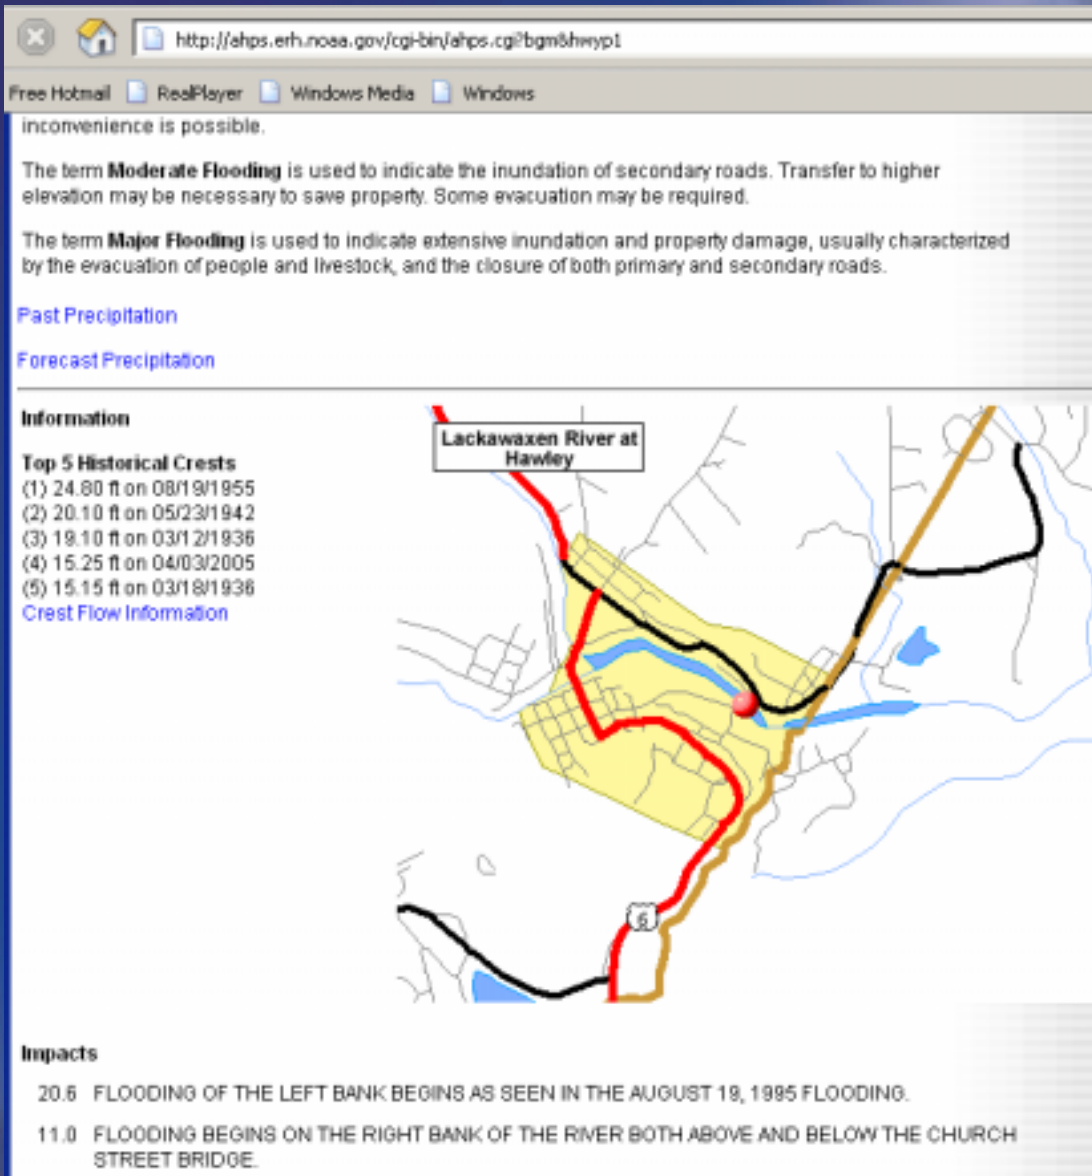 http://ahps.erh.noaa.gov/cgi-bin/ahps.cgi?bgm&hwyp1
Free Hotmail RealPlayer Windows Media Windows
inconvenience is possible.
The term Moderate Flooding is used to indicate the inundation of secondary roads. Transfer to higher
elevation may be necessary to save property. Some evacuation may be required.
The term Major Flooding is used to indicate extensive inundation and property damage, usually characterized
by the evacuation of people and livestock, and the closure of both primary and secondary roads.
Past Precipitation
Forecast Precipitation
Information
Top 5 Historical Crests
(1) 24.80 ft on 08/19/1955
(2) 20.10 ft on 05/23/1942
(3) 19.10 ft on 03/12/1936
(4) 15.25 ft on 04/03/2005
(5) 15.15 ft on 03/18/1936
Crest Flow Information
Lackawaxen River at
Hawley
6
Impacts
20.6 FLOODING OF THE LEFT BANK BEGINS AS SEEN IN THE AUGUST 19, 1995 FLOODING.
11.0 FLOODING BEGINS ON THE RIGHT BANK OF THE RIVER BOTH ABOVE AND BELOW THE CHURCH
STREET BRIDGE.